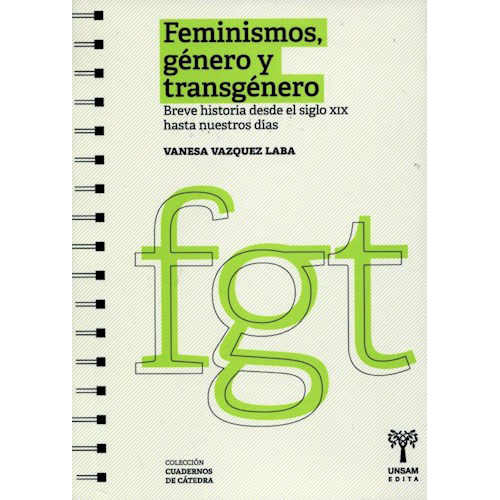 Feminismos,
género y
transgénero
Breve historia desde el siglo XIX
hasta nuestros días
VANESA VAZQUEZ LABA
fgt
COLECCIÓN
CUADERNOS
DE CÁTEDRA
UNSAM
EDITA